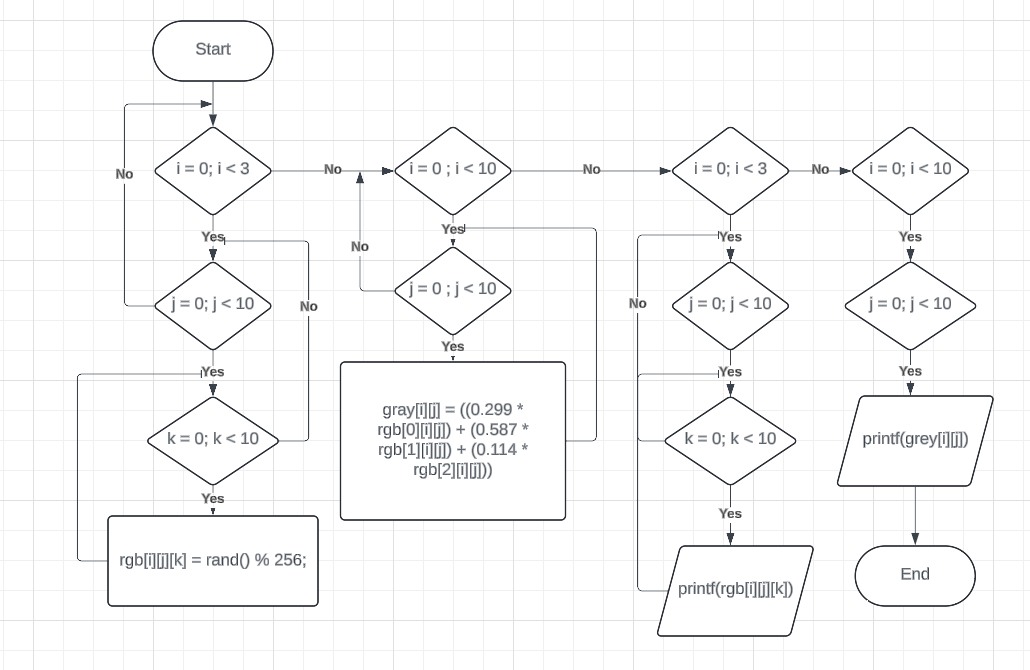 Start
i = 0; i < 3
No
i = 0 ; i < 10
No
i = 0; i < 3
No
i = 0; i < 10
No
Yes
Yes
Yes
Yes
No
No
No
j = 0; j < 10
j = 0 ; j < 10
j = 0; j < 10
j = 0; j < 10
Yes
Yes
Yes
Yes
k = 0; k < 10
gray[i][j] = ((0.299 *
rgb[0][i][j]) + (0.587 *
rgb[1][i][j]) + (0.114 *
rgb[2][i][j]))
k = 0; k < 10
printf(grey[i][j])
Yes
Yes
rgb[i][j][k] = rand() % 256;
printf(rgb[i][j][k])
End